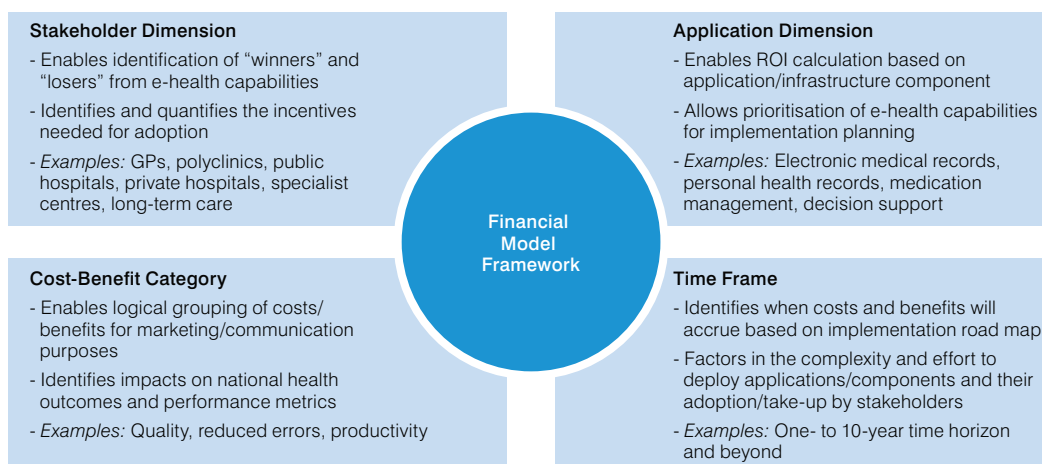 Stakeholder Dimension
- Enables identification of “winners” and
“losers” from e-health capabilities
- Identifies and quantifies the incentives
needed for adoption
- Examples: GPs, polyclinics, public
hospitals, private hospitals, specialist
centres, long-term care
Application Dimension
- Enables ROI calculation based on
application/infrastructure component
- Allows prioritisation of e-health capabilities
for implementation planning
- Examples: Electronic medical records,
personal health records, medication
management, decision support
Financial
Model
Framework
Cost-Benefit Category
- Enables logical grouping of costs/
benefits for marketing/communication
purposes
- Identifies impacts on national health
outcomes and performance metrics
- Examples: Quality, reduced errors, productivity
Time Frame
- Identifies when costs and benefits will
accrue based on implementation road map
- Factors in the complexity and effort to
deploy applications/components and their
adoption/take-up by stakeholders
- Examples: One- to 10-year time horizon
and beyond